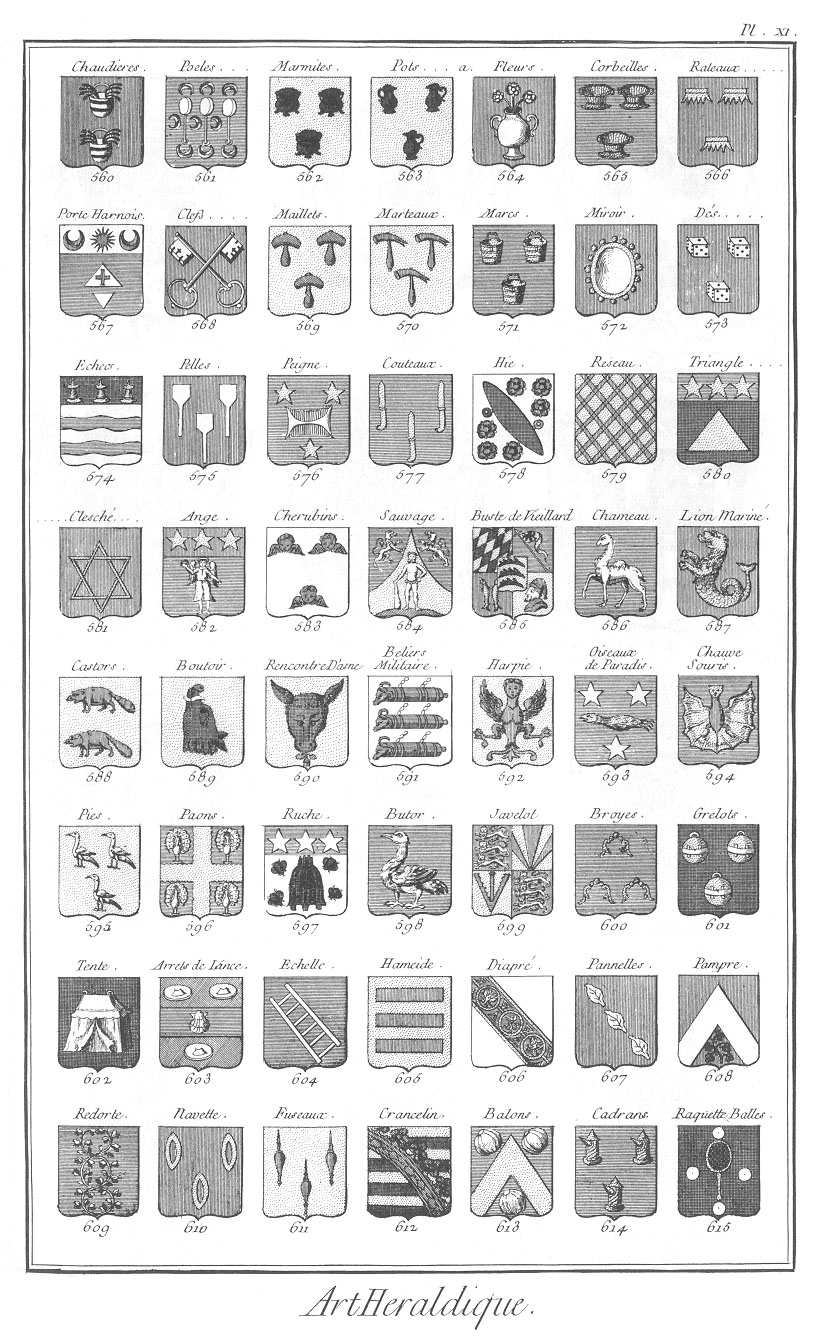 Pl. XI.
Chaudieres. Poeles. . . Marmites. Pots. . . a. Fleurs. Corbeilles. Rateaux. . . . .
560 561 562 563 564 565 566
Porte Harnois. Clefs. . . . Maillets. Marteaux. Marcs. Miroir. Dés. . . . .
567 568 569 570 571 572 573
Echecs. Pelles. Peigne. Couteaux. Hie. Reseau. Triangle. . . .
574 575 576 577 578 579 580
. . . . Clesché. . . Ange. Cherubins. Sauvage. Buste de Vieillard Chameau. Lion Mariné.
581 582 583 584 585 586 587
Castors. Boutoir. Rencontre D'asne Beliers Militaire. Harpie. Oiseaux de Paradis. Chauve Souris.
588 589 590 591 592 593 594
Pies. Paons. Ruche. Butor. Javelot Broyes. Grelots.
595 596 597 598 599 600 601
Tente. Arrets de Lance. Echelle. Hameide. Diapré. Pannelles. Pampre.
602 603 604 605 606 607 608
Redorte. Navette. Fuseaux. Crancelin. Balons. Cadrans. Raquette Balles.
609 610 611 612 613 614 615
Art Heraldique.